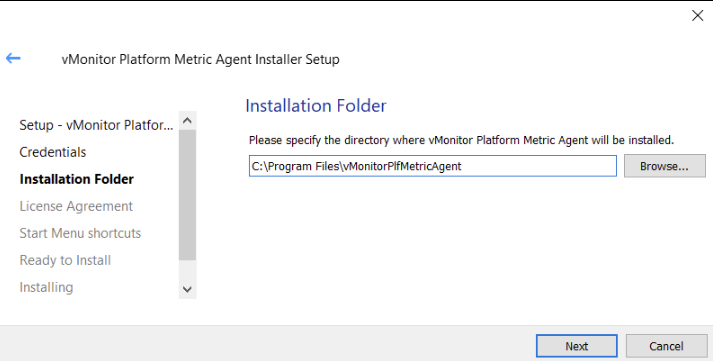 vMonitor Platform Metric Agent Installer Setup
Setup - vMonitor Platfor...
Credentials
Installation Folder
License Agreement
Start Menu shortcuts
Ready to Install
Installing
Installation Folder
Please specify the directory where vMonitor Platform Metric Agent will be installed.
C:\Program Files\vMonitorPlfMetricAgent
Browse...
Next
Cancel